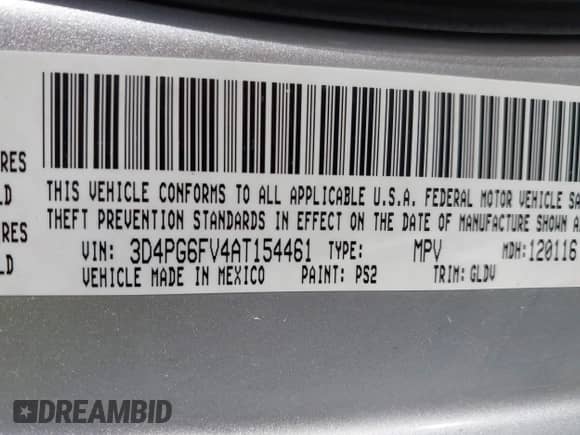 RES
LD
RES
LD
THIS VEHICLE CONFORMS TO ALL APPLICABLE U.S.A. FEDERAL MOTOR VEHICLE SA
THEFT PREVENTION STANDARDS IN EFFECT ON THE DATE OF MANUFACTURE SHOWN A
VIN: 3D4PG6FV4AT154461 TYPE: MPV MDH:120116
VEHICLE MADE IN MEXICO PAINT: PS2 TRIM: GLDV
DREAMBID